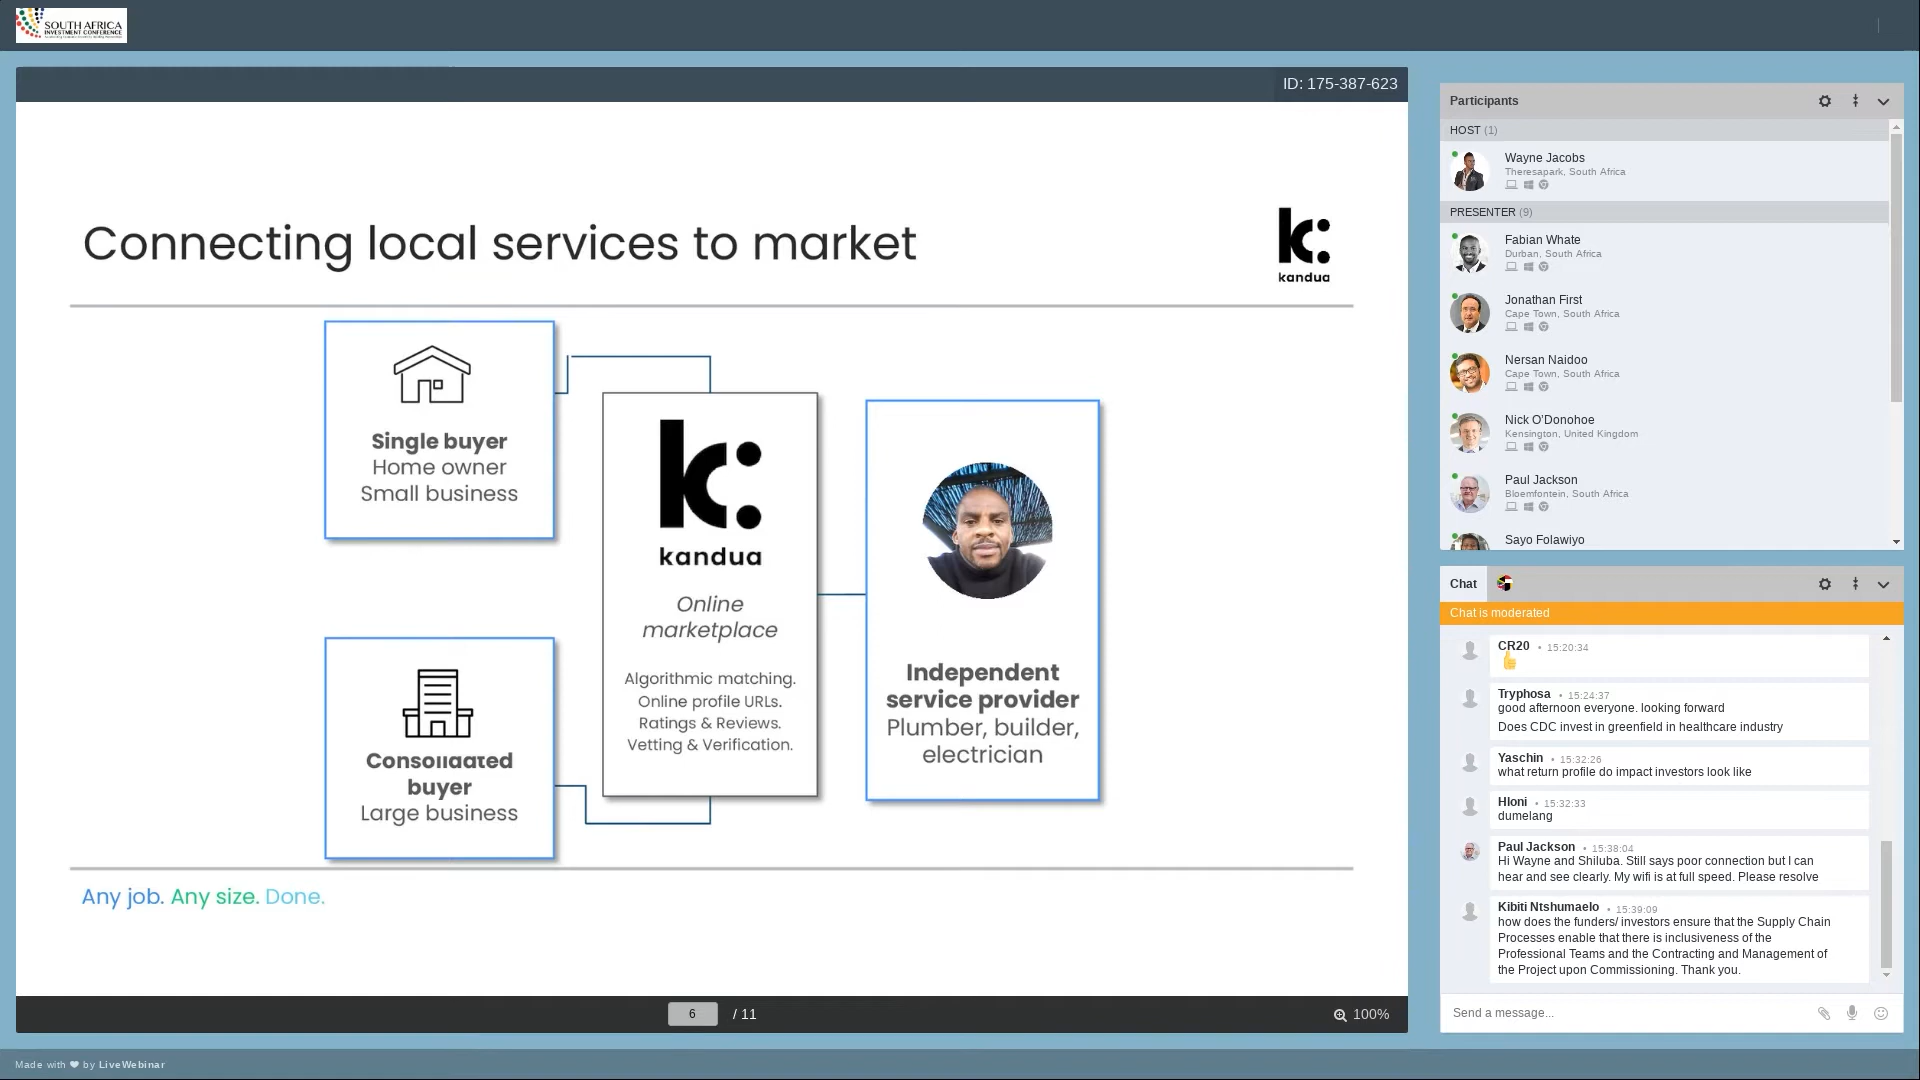 SOUTH AFRICA
INVESTMENT CONFERENCE
ID: 175-387-623
Connecting local services to market
k:
kandua
Single buyer
Home owner
Small business
Consolidated
buyer
Large business
k:
kandua
Online
marketplace
Algorithmic matching.
Online profile URLs.
Ratings & Reviews.
Vetting & Verification.
Independent
service provider
Plumber, builder,
electrician
Any job. Any size. Done.
6 / 11
100%
Participants
HOST (1)
Wayne Jacobs
Theresapark, South Africa
PRESENTER (9)
Fabian Whate
Durban, South Africa
Jonathan First
Cape Town, South Africa
Nersan Naidoo
Cape Town, South Africa
Nick O'Donohoe
Kensington, United Kingdom
Paul Jackson
Bloemfontein, South Africa
Sayo Folawiyo
Chat
Chat is moderated
CR20 • 15:20:34
Tryphosa • 15:24:37
good afternoon everyone. looking forward
Does CDC invest in greenfield in healthcare industry
Yaschin • 15:32:26
what return profile do impact investors look like
Hloni • 15:32:33
dumelang
Paul Jackson • 15:38:04
Hi Wayne and Shiluba. Still says poor connection but I can
hear and see clearly. My wifi is at full speed. Please resolve
Kibiti Ntshumaelo • 15:39:09
how does the funders/ investors ensure that the Supply Chain
Processes enable that there is inclusiveness of the
Professional Teams and the Contracting and Management of
the Project upon Commissioning. Thank you.
Send a message...
Made with ❤ by LiveWebinar